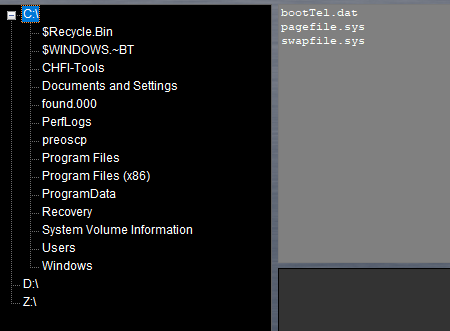 C:\
$Recycle.Bin
$WINDOWS.~BT
CHFI-Tools
Documents and Settings
found.000
PerfLogs
preoscp
Program Files
Program Files (x86)
ProgramData
Recovery
System Volume Information
Users
Windows
D:\
Z:\
bootTel.dat
pagefile.sys
swapfile.sys